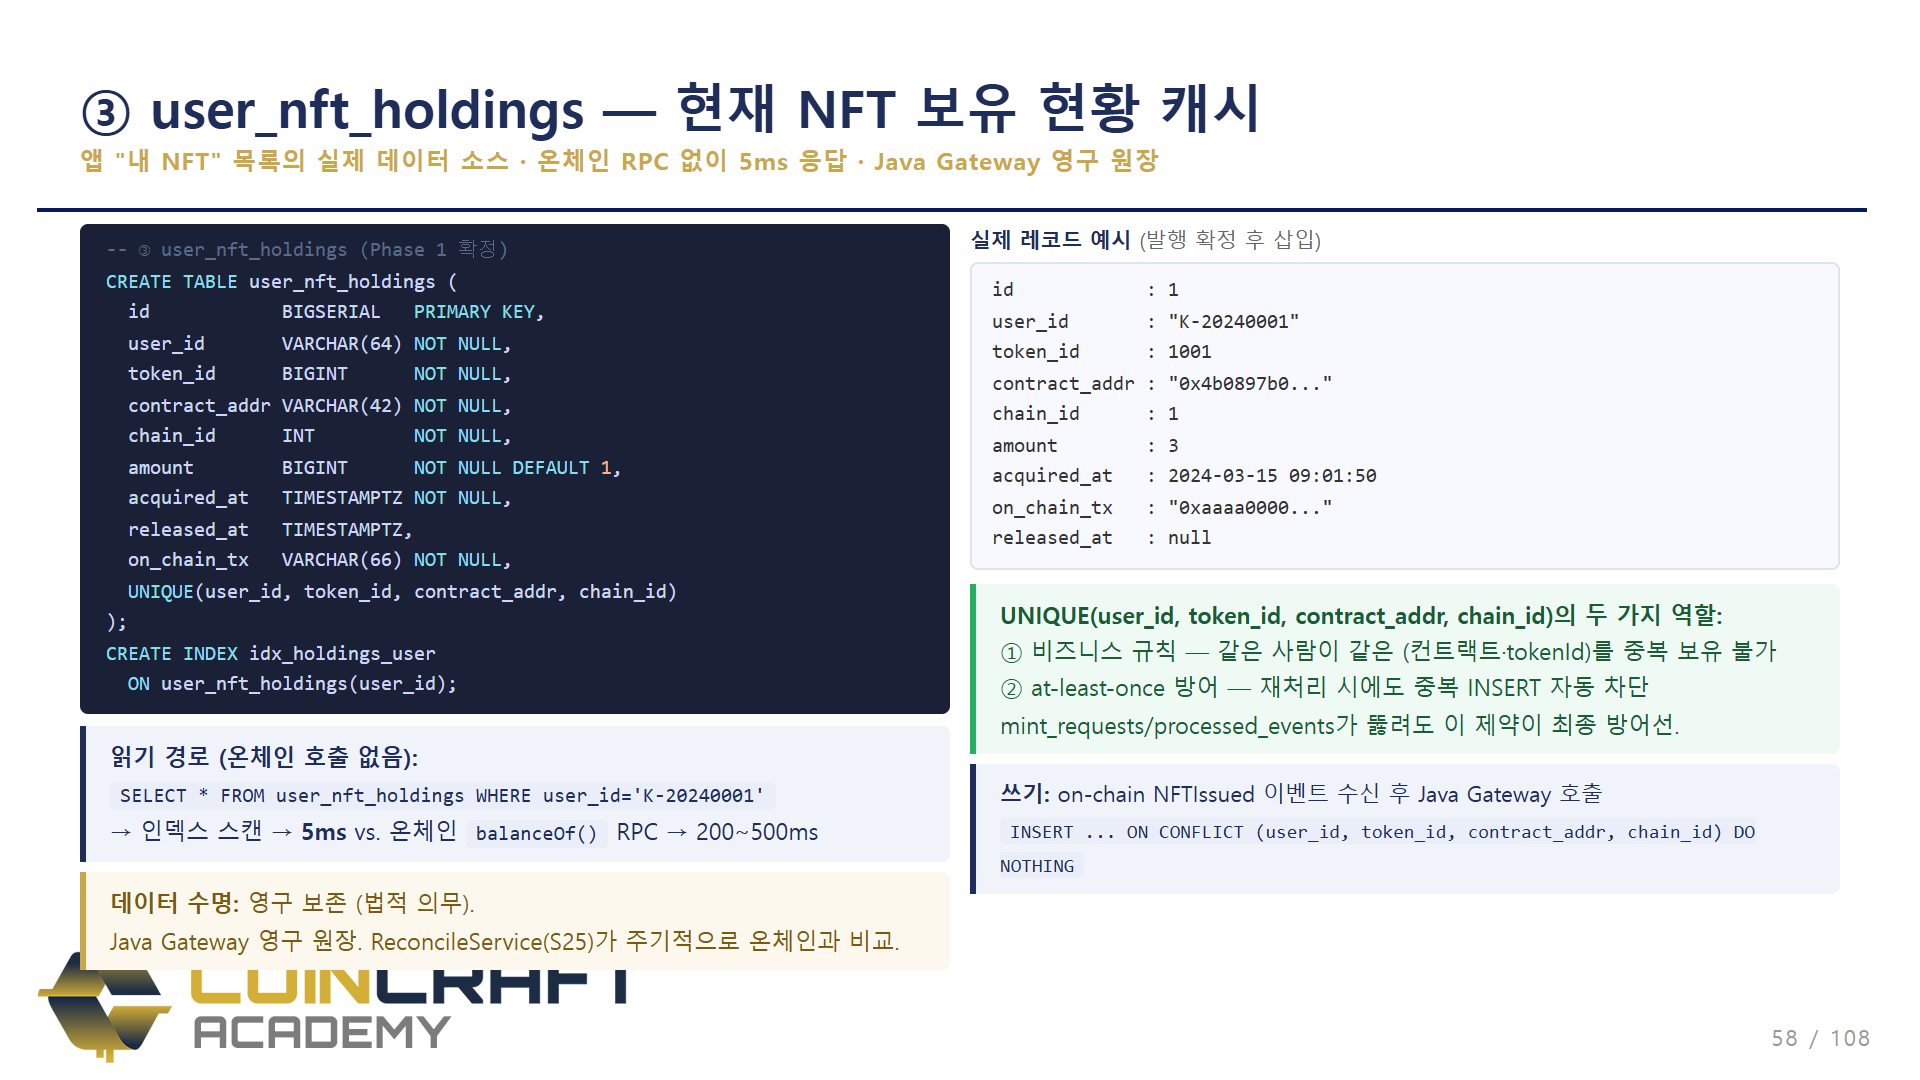 ③ user_nft_holdings — 현재 NFT 보유 현황 캐시
앱 "내 NFT" 목록의 실제 데이터 소스 · 온체인 RPC 없이 5ms 응답 · Java Gateway 영구 원장
-- ③ user_nft_holdings (Phase 1 확정)
CREATE TABLE user_nft_holdings (
  id            BIGSERIAL   PRIMARY KEY,
  user_id       VARCHAR(64) NOT NULL,
  token_id      BIGINT      NOT NULL,
  contract_addr VARCHAR(42) NOT NULL,
  chain_id      INT         NOT NULL,
  amount        BIGINT      NOT NULL DEFAULT 1,
  acquired_at   TIMESTAMPTZ NOT NULL,
  released_at   TIMESTAMPTZ,
  on_chain_tx   VARCHAR(66) NOT NULL,
  UNIQUE(user_id, token_id, contract_addr, chain_id)
);
CREATE INDEX idx_holdings_user
  ON user_nft_holdings(user_id);
읽기 경로 (온체인 호출 없음):
SELECT * FROM user_nft_holdings WHERE user_id='K-20240001'
→ 인덱스 스캔 → 5ms vs. 온체인 balanceOf() RPC → 200~500ms
데이터 수명: 영구 보존 (법적 의무).
Java Gateway 영구 원장. ReconcileService(S25)가 주기적으로 온체인과 비교.
실제 레코드 예시 (발행 확정 후 삽입)
id            : 1
user_id       : "K-20240001"
token_id      : 1001
contract_addr : "0x4b0897b0..."
chain_id      : 1
amount        : 3
acquired_at   : 2024-03-15 09:01:50
on_chain_tx   : "0xaaaa0000..."
released_at   : null
UNIQUE(user_id, token_id, contract_addr, chain_id)의 두 가지 역할:
① 비즈니스 규칙 — 같은 사람이 같은 (컨트랙트·tokenId)를 중복 보유 불가
② at-least-once 방어 — 재처리 시에도 중복 INSERT 자동 차단
mint_requests/processed_events가 뚫려도 이 제약이 최종 방어선.
쓰기: on-chain NFTIssued 이벤트 수신 후 Java Gateway 호출
INSERT ... ON CONFLICT (user_id, token_id, contract_addr, chain_id) DO
NOTHING
COINCRAFT
ACADEMY
58 / 108